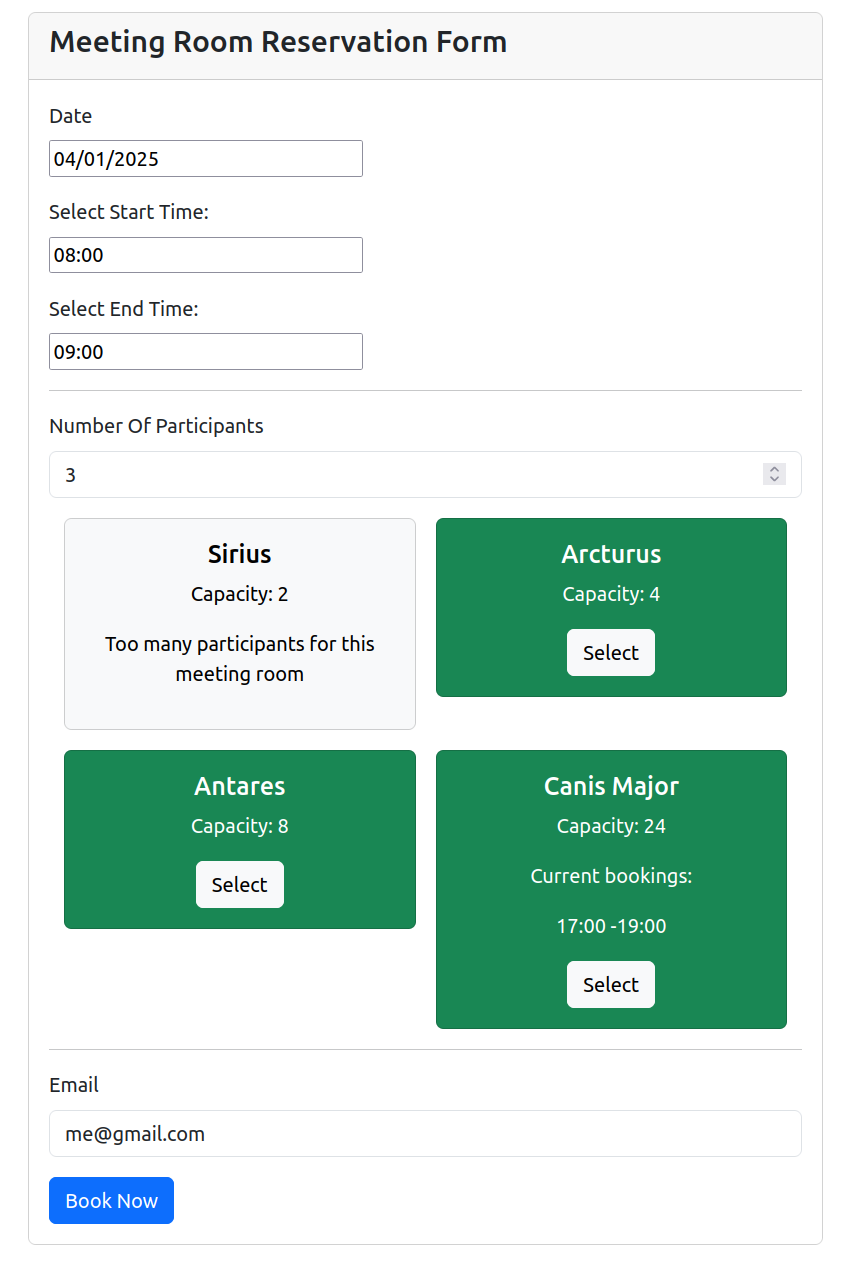 Meeting Room Reservation Form
Date
04/01/2025
Select Start Time:
08:00
Select End Time:
09:00
Number Of Participants
3
Sirius
Capacity: 2
Too many participants for this
meeting room
Arcturus
Capacity: 4
Select
Antares
Capacity: 8
Select
Canis Major
Capacity: 24
Current bookings:
17:00 -19:00
Select
Email
me@gmail.com
Book Now